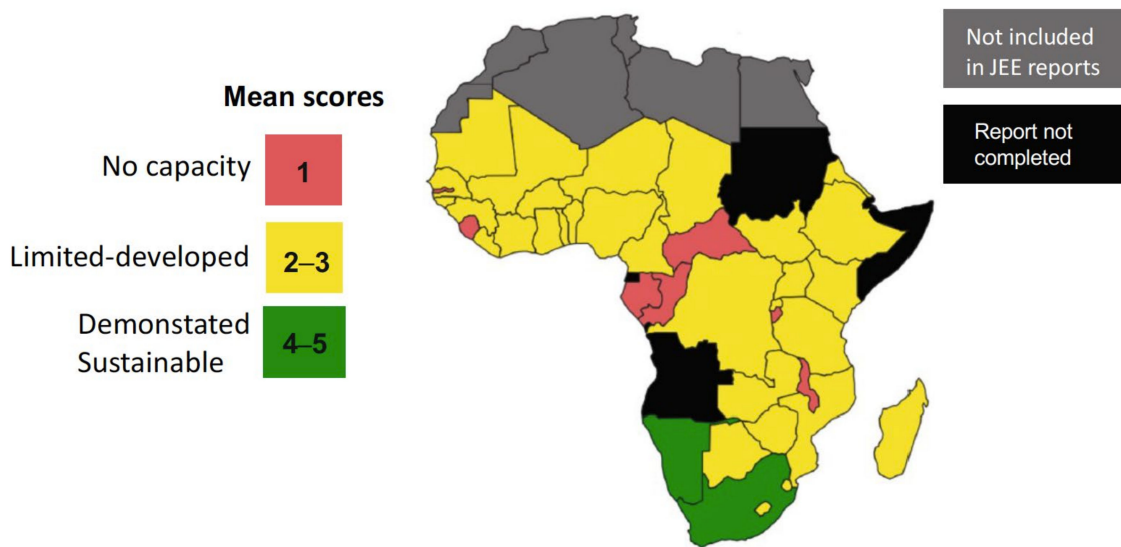 Mean scores
No capacity
1
Limited-developed
2–3
Demonstated
Sustainable
4–5
Not included
in JEE reports
Report not
completed